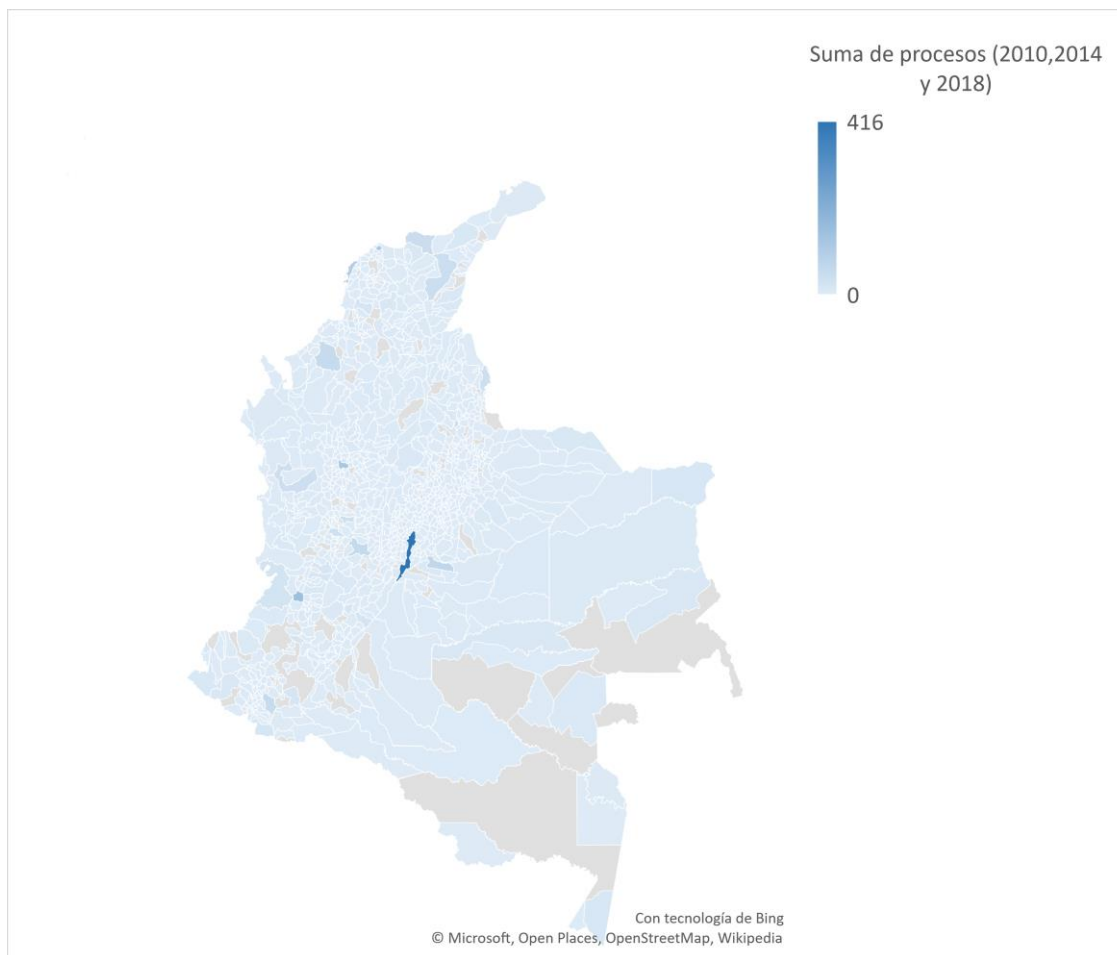 Suma de procesos (2010,2014
y 2018)
416
0
Con tecnología de Bing
© Microsoft, Open Places, OpenStreetMap, Wikipedia